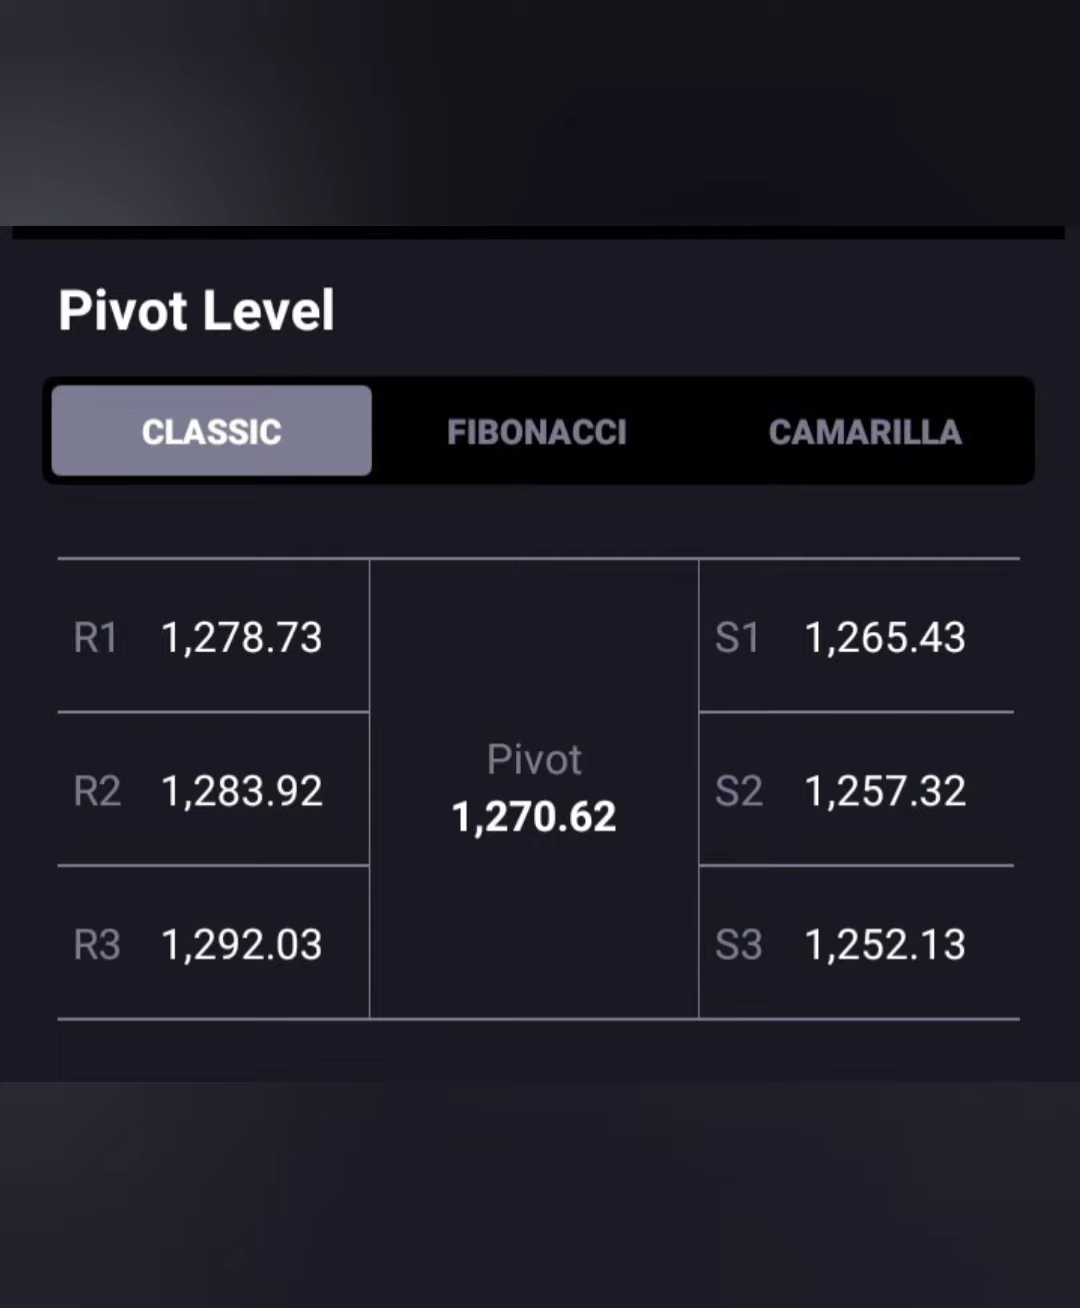 Pivot Level
CLASSIC FIBONACCI CAMARILLA
R1 1,278.73
R2 1,283.92
R3 1,292.03
Pivot
1,270.62
S1 1,265.43
S2 1,257.32
S3 1,252.13